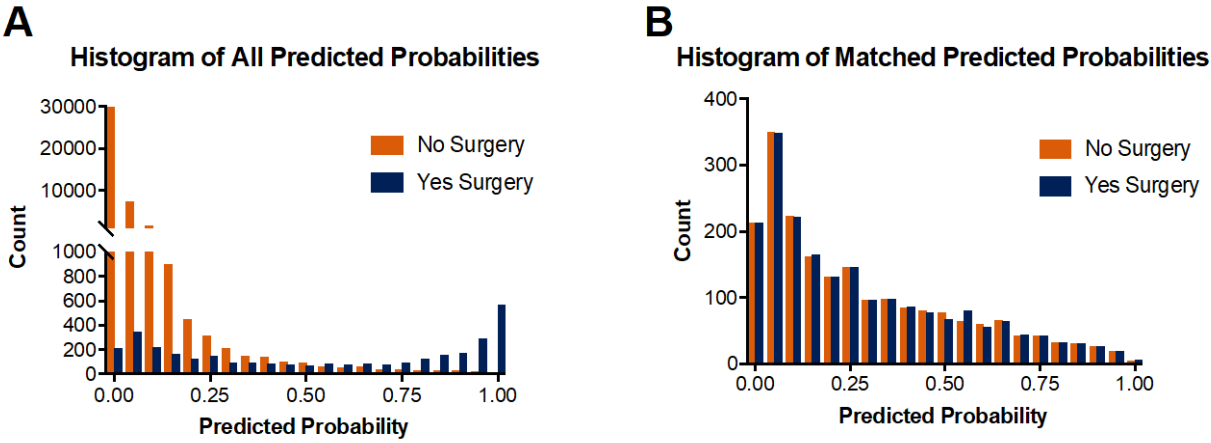 A
Histogram of All Predicted Probabilities
30000
20000
10000
1000
800
600
400
200
0
Count
No Surgery
Yes Surgery
0.00 0.25 0.50 0.75 1.00
Predicted Probability
B
Histogram of Matched Predicted Probabilities
400
300
200
100
0
Count
No Surgery
Yes Surgery
0.00 0.25 0.50 0.75 1.00
Predicted Probability